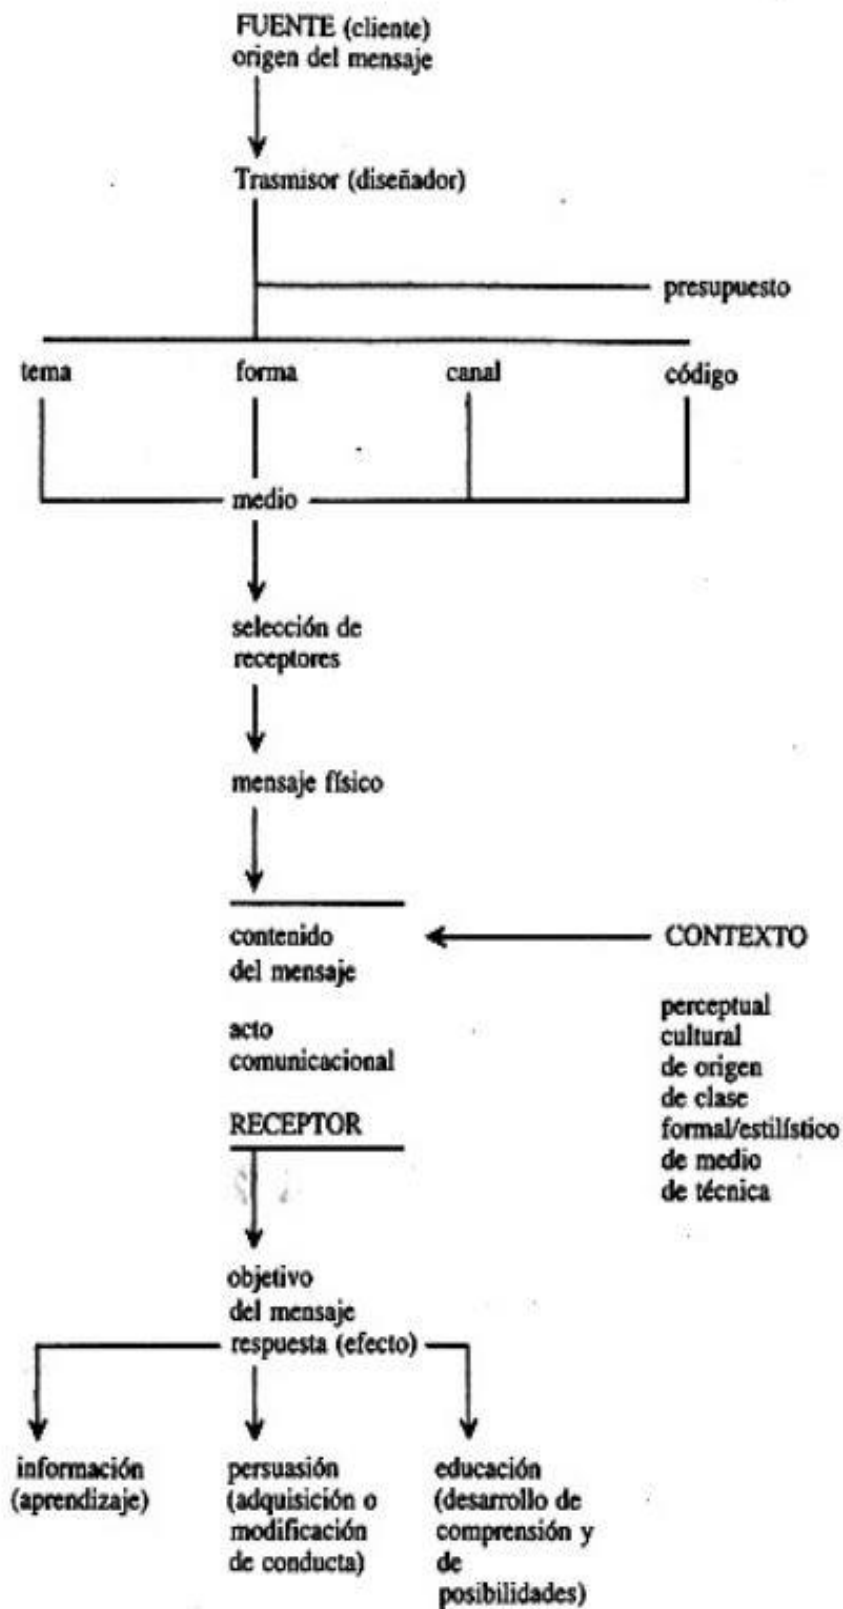 FUENTE (cliente)
origen del mensaje
Trasmisor (diseñador)
presupuesto
tema forma canal código
medio
selección de
receptores
mensaje físico
contenido
del mensaje
acto
comunicacional
RECEPTOR
CONTEXTO
perceptual
cultural
de origen
de clase
formal/estilístico
de medio
de técnica
objetivo
del mensaje
respuesta (efecto)
información
(aprendizaje)
persuasión
(adquisición o
modificación
de conducta)
educación
(desarrollo de
comprensión y
de
posibilidades)